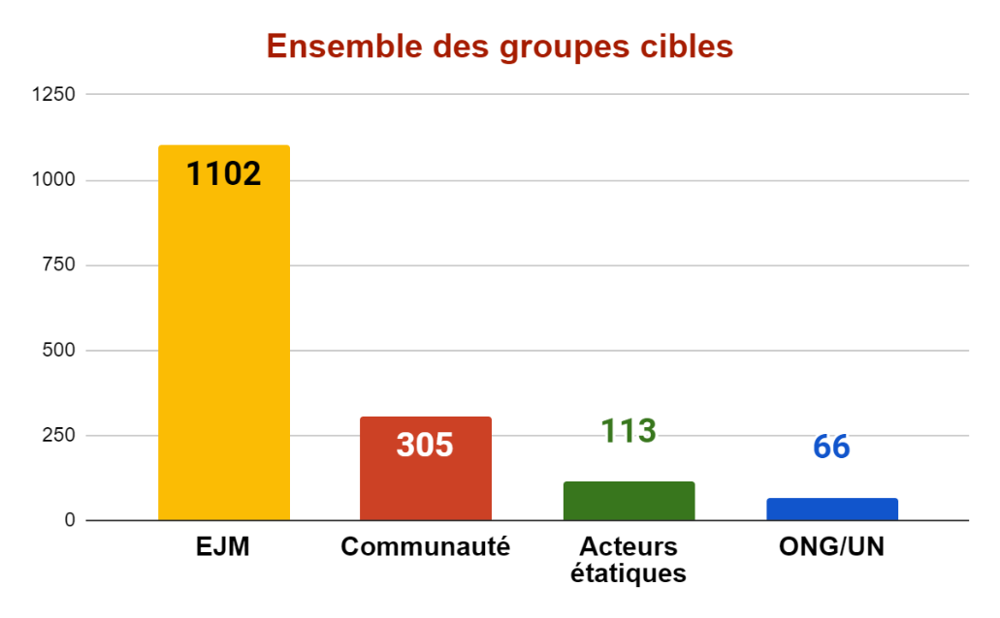 Ensemble des groupes cibles
1250
1000
750
500
250
0
1102
305
113
66
EJM
Communauté
Acteurs
étatiques
ONG/UN